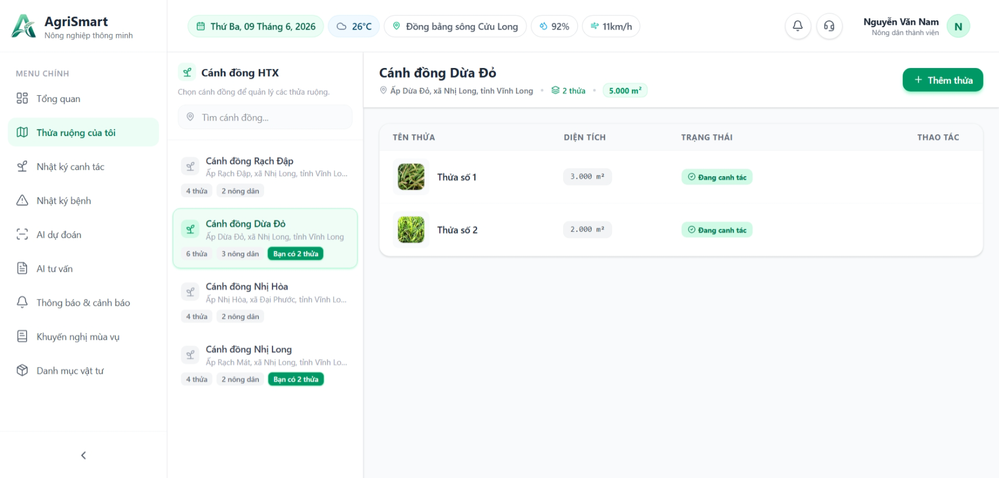 AgriSmart
Nông nghiệp thông minh
Thứ Ba, 09 Tháng 6, 2026
26°C
Đồng bằng sông Cửu Long
92%
11km/h
Nguyễn Văn Nam
Nông dân thành viên
N
MENU CHÍNH
Tổng quan
Thửa ruộng của tôi
Nhật ký canh tác
Nhật ký bệnh
AI dự đoán
AI tư vấn
Thông báo & cảnh báo
Khuyến nghị mùa vụ
Danh mục vật tư
Cánh đồng HTX
Chọn cánh đồng để quản lý các thửa ruộng.
Tìm cánh đồng...
Cánh đồng Rạch Đập
Ấp Rạch Đập, xã Nhị Long, tỉnh Vĩnh Lo...
4 thửa 2 nông dân
Cánh đồng Dừa Đỏ
Ấp Dừa Đỏ, xã Nhị Long, tỉnh Vĩnh Long
6 thửa 3 nông dân Bạn có 2 thửa
Cánh đồng Nhị Hòa
Ấp Nhị Hòa, xã Đại Phước, tỉnh Vĩnh Lo...
4 thửa 2 nông dân
Cánh đồng Nhị Long
Ấp Rạch Mát, xã Nhị Long, tỉnh Vĩnh Lo...
4 thửa 2 nông dân Bạn có 2 thửa
Cánh đồng Dừa Đỏ
Ấp Dừa Đỏ, xã Nhị Long, tỉnh Vĩnh Long • 2 thửa • 5.000 m²
+ Thêm thửa
TÊN THỬA DIỆN TÍCH TRẠNG THÁI THAO TÁC
Thửa số 1 3.000 m² Đang canh tác
Thửa số 2 2.000 m² Đang canh tác